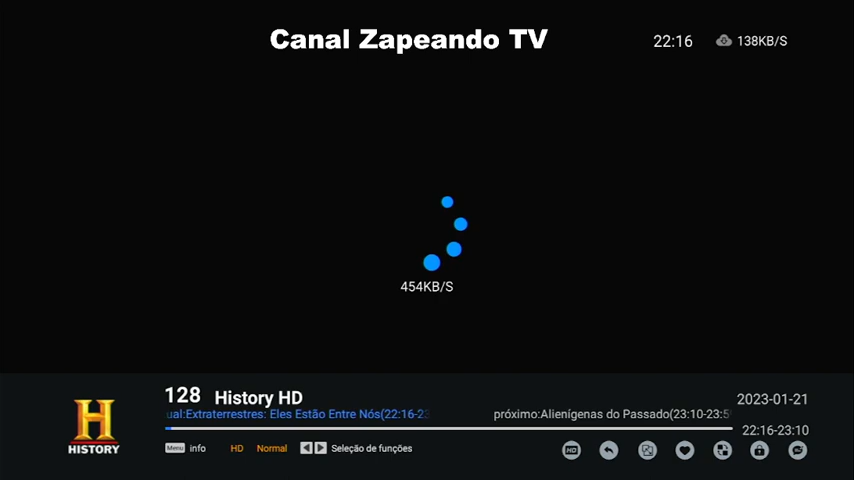 Canal Zapeando TV
22:16
138KB/S
454KB/S
128 History HD
2023-01-21
ual:Extraterrestres: Eles Estão Entre Nós(22:16-23
próximo:Alienígenas do Passado(23:10-23:5
22:16-23:10
H
HISTORY
Menu info HD Normal Seleção de funções
HD